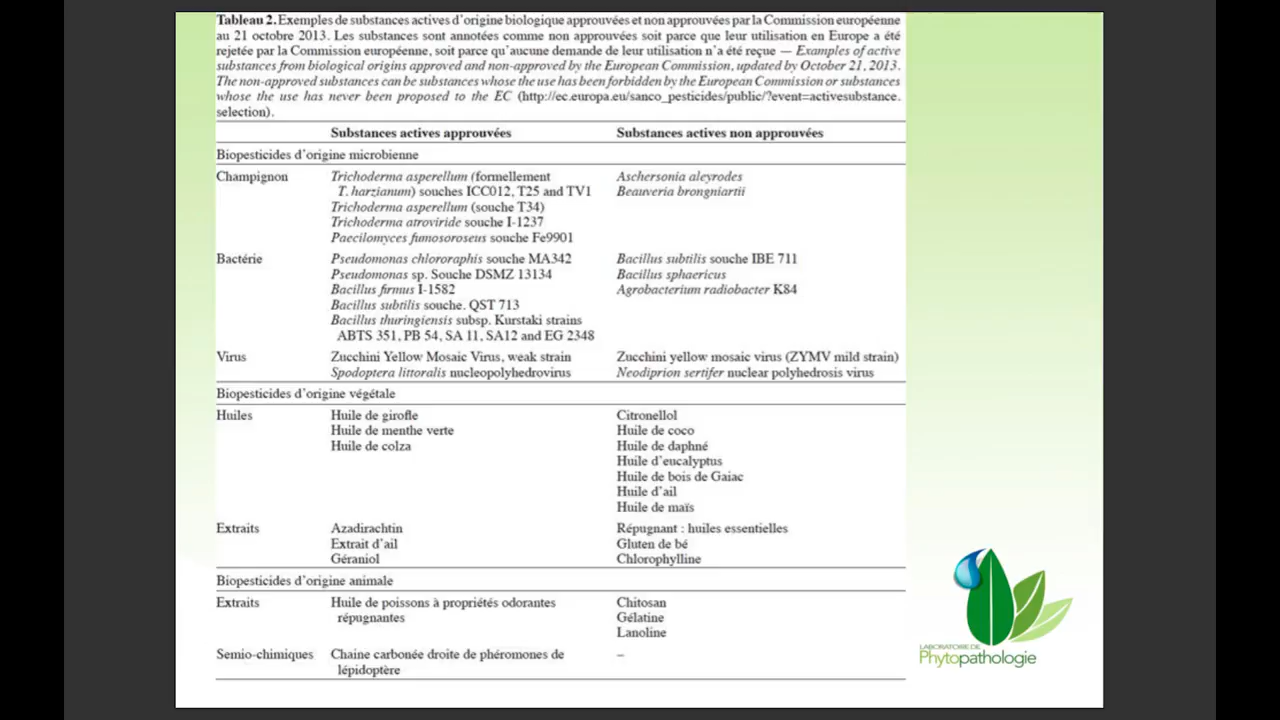 Tableau 2. Exemples de substances actives d'origine biologique approuvées et non approuvées par la Commission européenne
au 21 octobre 2013. Les substances sont annotées comme non approuvées soit parce que leur utilisation en Europe a été
rejetée par la Commission européenne, soit parce qu'aucune demande de leur utilisation n'a été reçue — Examples of active
substances from biological origins approved and non-approved by the European Commission, updated by October 21, 2013.
The non-approved substances can be substances whose the use has been forbidden by the European Commission or substances
whose the use has never been proposed to the EC (http://ec.europa.eu/sanco_pesticides/public/?event=activesubstance.
selection).
Substances actives approuvées Substances actives non approuvées
Biopesticides d'origine microbienne
Champignon Trichoderma asperellum (formellement Aschersonia aleyrodes
T. harzianum) souches ICC012, T25 and TV1 Beauveria brongniartii
Trichoderma asperellum (souche T34)
Trichoderma atroviride souche I-1237
Paecilomyces fumosoroseus souche Fe9901
Bactérie Pseudomonas chlororaphis souche MA342 Bacillus subtilis souche IBE 711
Pseudomonas sp. Souche DSMZ 13134 Bacillus sphaericus
Bacillus firmus I-1582 Agrobacterium radiobacter K84
Bacillus subtilis souche. QST 713
Bacillus thuringiensis subsp. Kurstaki strains
ABTS 351, PB 54, SA 11, SA12 and EG 2348
Virus Zucchini Yellow Mosaic Virus, weak strain Zucchini yellow mosaic virus (ZYMV mild strain)
Spodoptera littoralis nucleopolyhedrovirus Neodiprion sertifer nuclear polyhedrosis virus
Biopesticides d'origine végétale
Huiles Huile de girofle Citronellol
Huile de menthe verte Huile de coco
Huile de colza Huile de daphné
Huile d'eucalyptus
Huile de bois de Gaiac
Huile d'ail
Huile de maïs
Extraits Azadirachtin Répugnant : huiles essentielles
Extrait d'ail Gluten de bé
Géraniol Chlorophylline
Biopesticides d'origine animale
Extraits Huile de poissons à propriétés odorantes Chitosan
répugnantes Gélatine
Lanoline
Semio-chimiques Chaine carbonée droite de phéromones de –
lépidoptère
LABORATOIRE DE
Phytopathologie